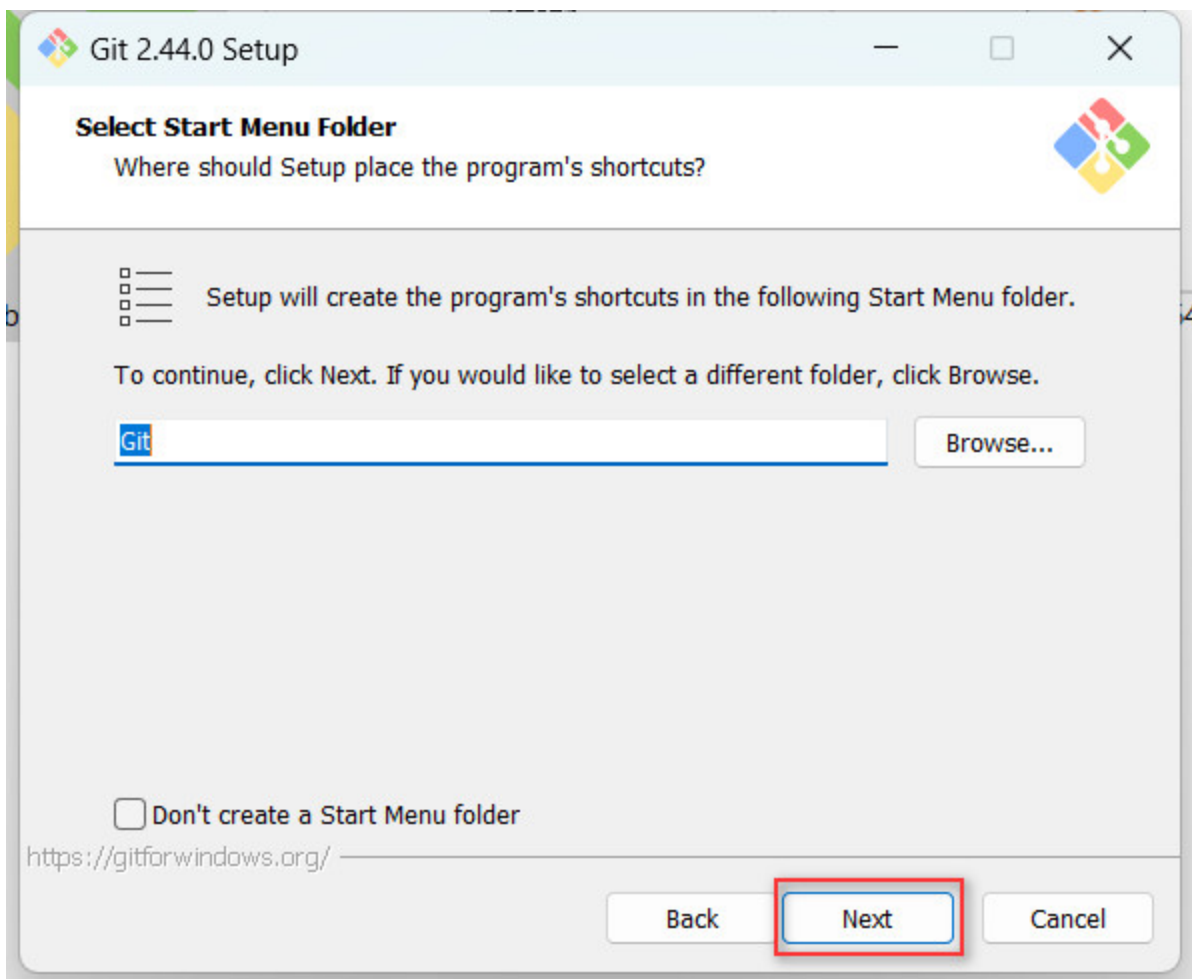 Git 2.44.0 Setup
Select Start Menu Folder
Where should Setup place the program's shortcuts?
Setup will create the program's shortcuts in the following Start Menu folder.
To continue, click Next. If you would like to select a different folder, click Browse.
Git
Browse...
Don't create a Start Menu folder
https://gitforwindows.org/
Back
Next
Cancel